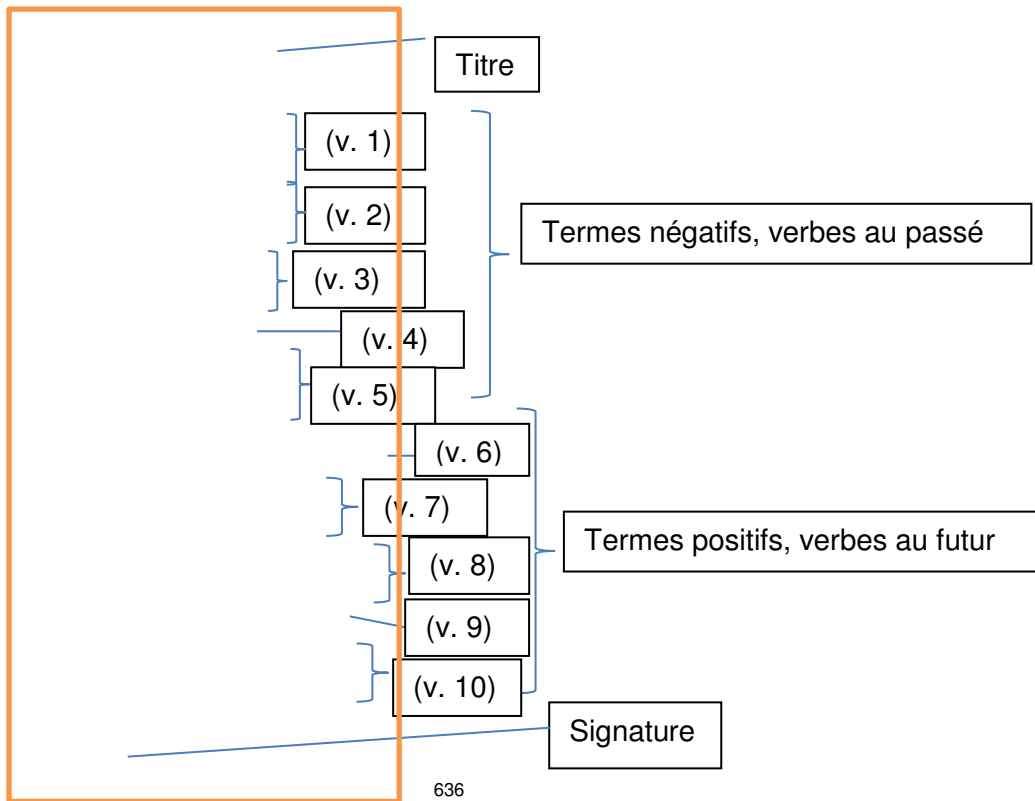 Titre
(v. 1)
(v. 2)
Termes négatifs, verbes au passé
(v. 3)
(v. 4)
(v. 5)
(v. 6)
(v. 7)
Termes positifs, verbes au futur
(v. 8)
(v. 9)
(v. 10)
Signature
636